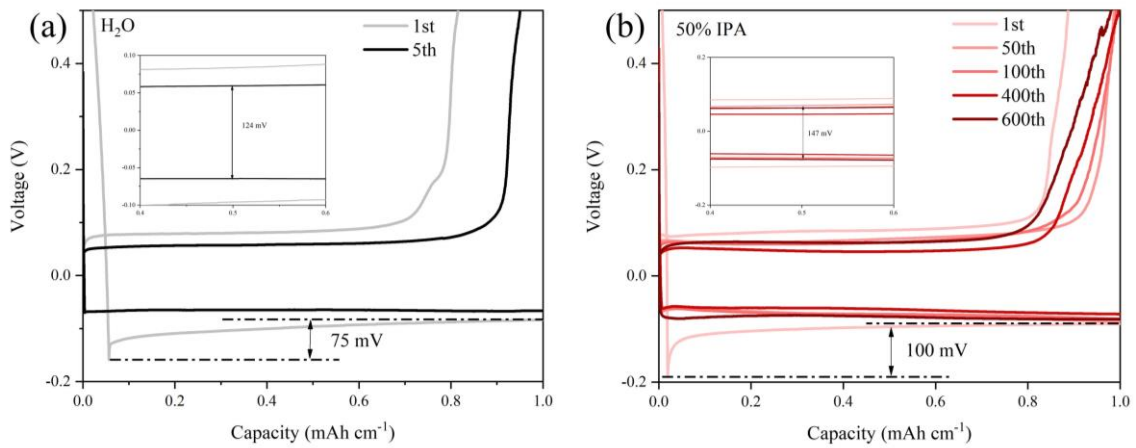 (a)
H₂O
1st
5th
0.10
0.05
0.00
-0.05
-0.10
0.4
0.5
0.6
124 mV
75 mV
0.4
0.2
0.0
-0.2
Voltage (V)
0.0
0.2
0.4
0.6
0.8
1.0
Capacity (mAh cm⁻¹)
(b)
50% IPA
1st
50th
100th
400th
600th
0.2
0.0
-0.2
0.4
0.5
0.6
147 mV
100 mV
0.4
0.2
0.0
-0.2
Voltage (V)
0.0
0.2
0.4
0.6
0.8
1.0
Capacity (mAh cm⁻¹)